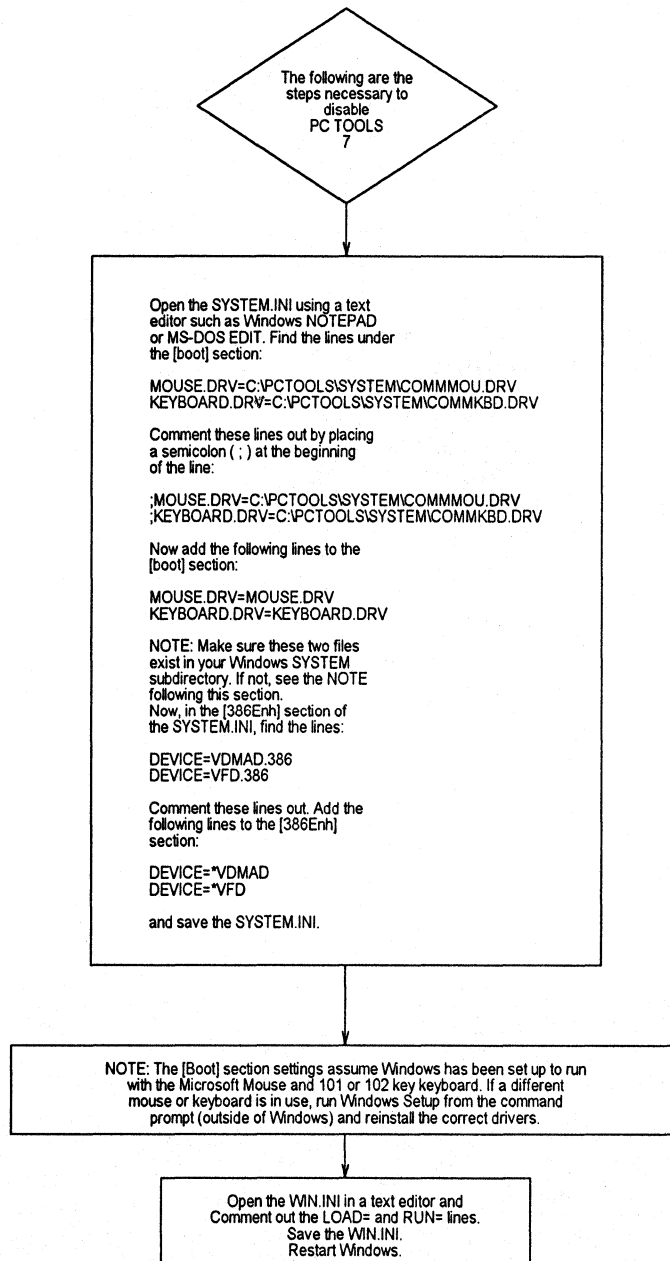 The following are the
steps necessary to
disable
PC TOOLS
7
Open the SYSTEM.INI using a text
editor such as Windows NOTEPAD
or MS-DOS EDIT. Find the lines under
the [boot] section:
MOUSE.DRV=C:\PCTOOLS\SYSTEM\COMMMOU.DRV
KEYBOARD.DRV=C:\PCTOOLS\SYSTEM\COMMKBD.DRV
Comment these lines out by placing
a semicolon ( ; ) at the beginning
of the line:
;MOUSE.DRV=C:\PCTOOLS\SYSTEM\COMMMOU.DRV
;KEYBOARD.DRV=C:\PCTOOLS\SYSTEM\COMMKBD.DRV
Now add the following lines to the
[boot] section:
MOUSE.DRV=MOUSE.DRV
KEYBOARD.DRV=KEYBOARD.DRV
NOTE: Make sure these two files
exist in your Windows SYSTEM
subdirectory. If not, see the NOTE
following this section.
Now, in the [386Enh] section of
the SYSTEM.INI, find the lines:
DEVICE=VDMAD.386
DEVICE=VFD.386
Comment these lines out. Add the
following lines to the [386Enh]
section:
DEVICE=*VDMAD
DEVICE=*VFD
and save the SYSTEM.INI.
NOTE: The [Boot] section settings assume Windows has been set up to run
with the Microsoft Mouse and 101 or 102 key keyboard. If a different
mouse or keyboard is in use, run Windows Setup from the command
prompt (outside of Windows) and reinstall the correct drivers.
Open the WIN.INI in a text editor and
Comment out the LOAD= and RUN= lines.
Save the WIN.INI.
Restart Windows.